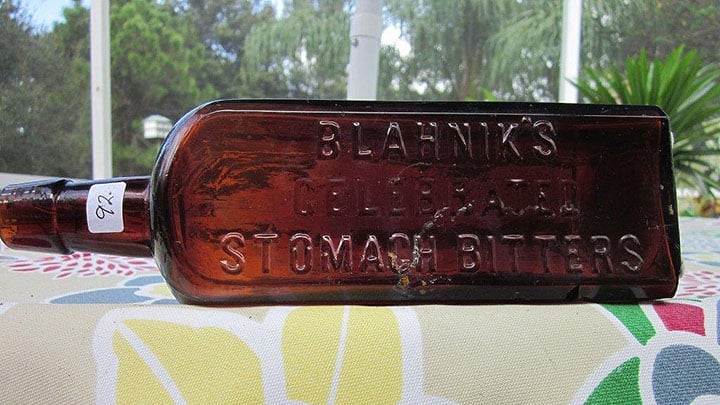 BLAHNIK'S
CELEBRATED
STOMACH BITTERS
92.